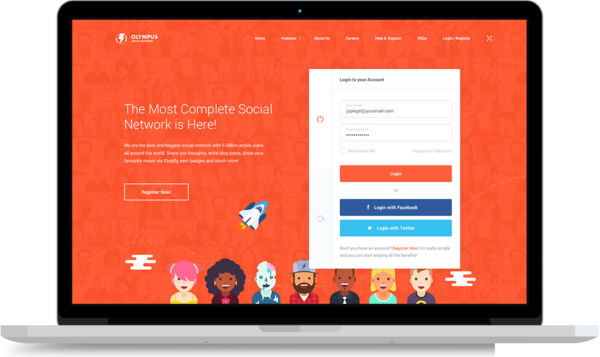 OLYMPUS
SOCIAL NETWORK
Home
Features
About Us
Careers
Help & Support
FAQs
Login / Register
The Most Complete Social
Network is Here!
We are the best and biggest social network with 5 billion active users
all around the world. Share you thoughts, write blog posts, show your
favourite music via Stopify, earn badges and much more!
Register Now!
Login to your Account
Your Email
jspiegel@yourmail.com
Your Password
Remember Me
Forgot my Password
Login
OR
Login with Facebook
Login with Twitter
Don't you have an account? Register Now! it's really simple
and you can start enjoing all the benefits!